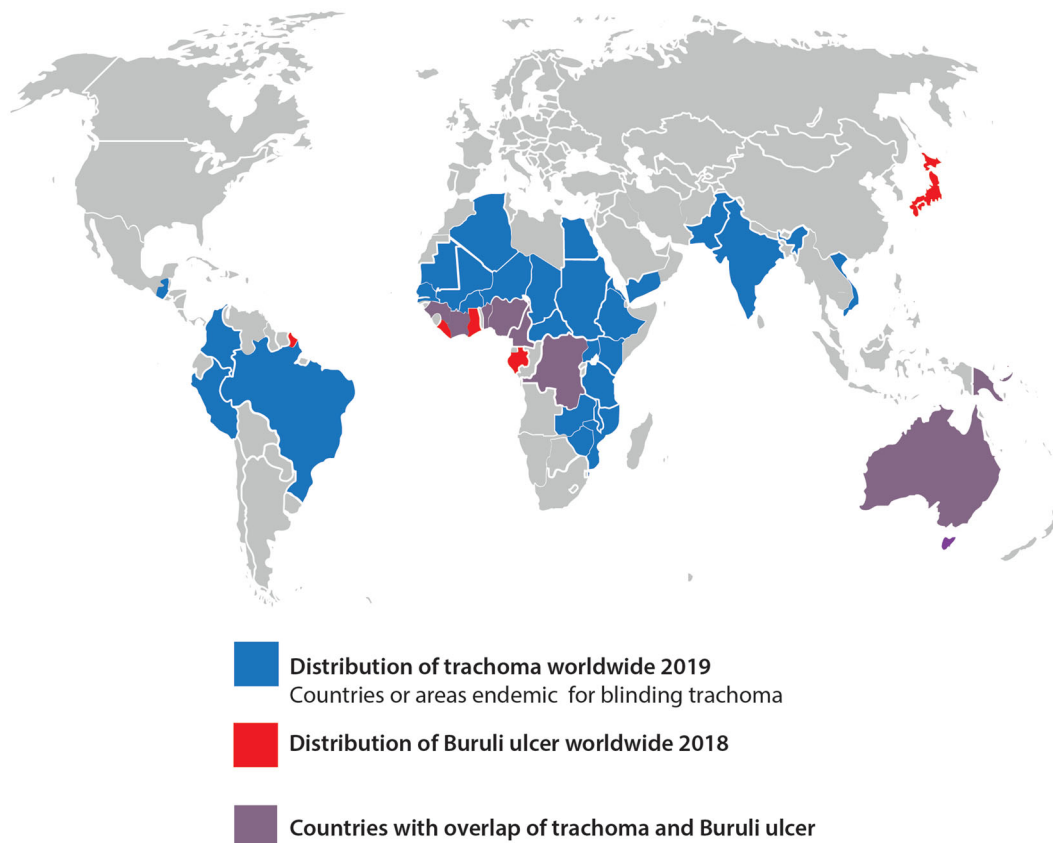 Distribution of trachoma worldwide 2019
Countries or areas endemic for blinding trachoma
Distribution of Buruli ulcer worldwide 2018
Countries with overlap of trachoma and Buruli ulcer